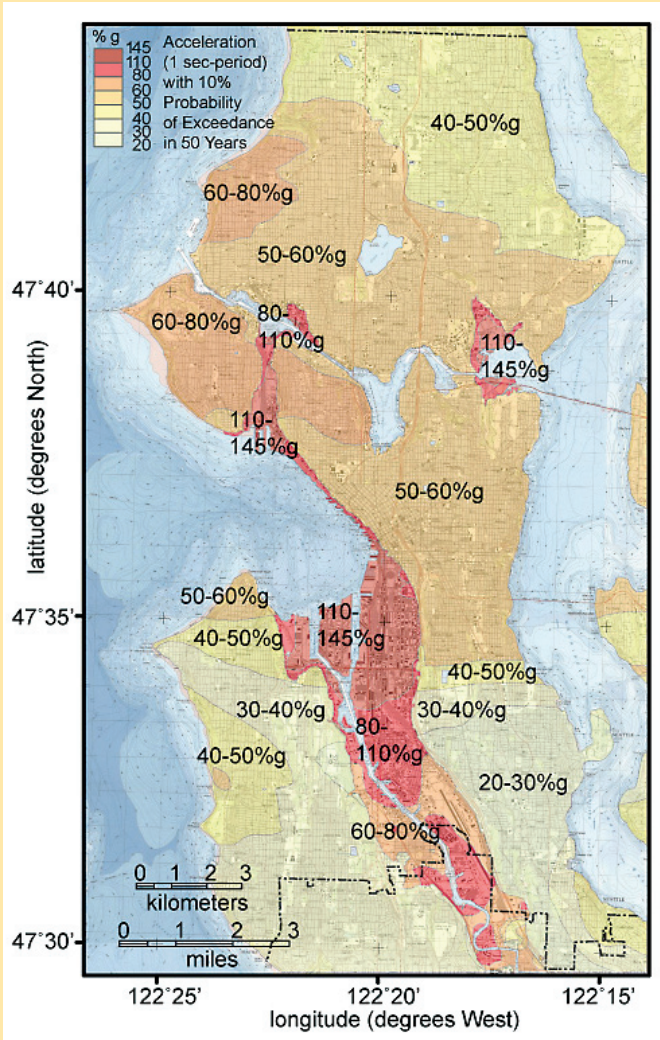 % g
145
110
80
60
50
40
30
20
Acceleration
(1 sec-period)
with 10%
Probability
of Exceedance
in 50 Years
40-50%g
60-80%g
50-60%g
47˚40'
60-80%g
80-
110%g
110-
145%g
110-
145%g
50-60%g
latitude (degrees North)
50-60%g
47˚35'
110-
145%g
40-50%g
40-50%g
30-40%g
30-40%g
80-
110%g
40-50%g
20-30%g
60-80%g
0 1 2 3
kilometers
0 1 2 3
miles
47˚30'
122˚25'
122˚20'
122˚15'
longitude (degrees West)